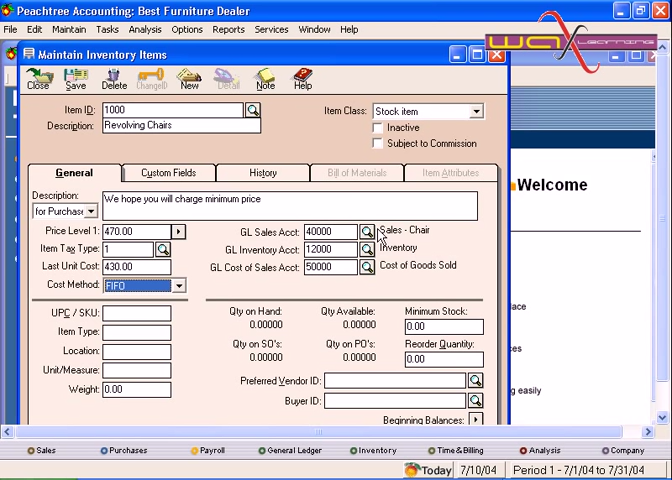 Peachtree Accounting: Best Furniture Dealer
File Edit Maintain Tasks Analysis Options Reports Services Window Help
wax Learning
Maintain Inventory Items
Close Save Delete Change ID New Detail Note Help
Item ID: 1000
Item Class: Stock item
Description: Revolving Chairs
Inactive
Subject to Commission
General Custom Fields History Bill of Materials Item Attributes
Description:
for Purchase
We hope you will charge minimum price
Price Level 1: 470.00
GL Sales Acct: 40000 Sales - Chair
Item Tax Type: 1
GL Inventory Acct: 12000 Inventory
Last Unit Cost: 430.00
GL Cost of Sales Acct: 50000 Cost of Goods Sold
Cost Method: FIFO
UPC / SKU:
Item Type:
Location:
Unit/Measure:
Weight: 0.00
Qty on Hand: 0.00000
Qty Available: 0.00000
Minimum Stock: 0.00
Qty on SO's: 0.00000
Qty on PO's: 0.00000
Reorder Quantity: 0.00
Preferred Vendor ID:
Buyer ID:
Beginning Balances:
Welcome
easily
Sales Purchases Payroll General Ledger Inventory Time & Billing Analysis Company
Today 7/10/04 Period 1 - 7/1/04 to 7/31/04